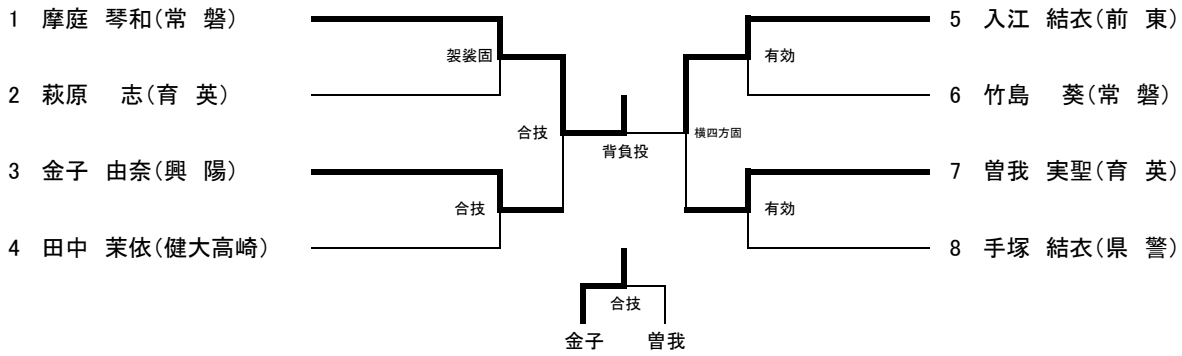 1 摩庭 琴和(常 磐)
5 入江 結衣(前 東)
袈裟固
有効
2 萩原 志(育 英)
6 竹島 葵(常 磐)
合技
背負投
横四方固
3 金子 由奈(興 陽)
7 曽我 実聖(育 英)
合技
有効
4 田中 茉依(健大高崎)
8 手塚 結衣(県 警)
合技
金子 曽我